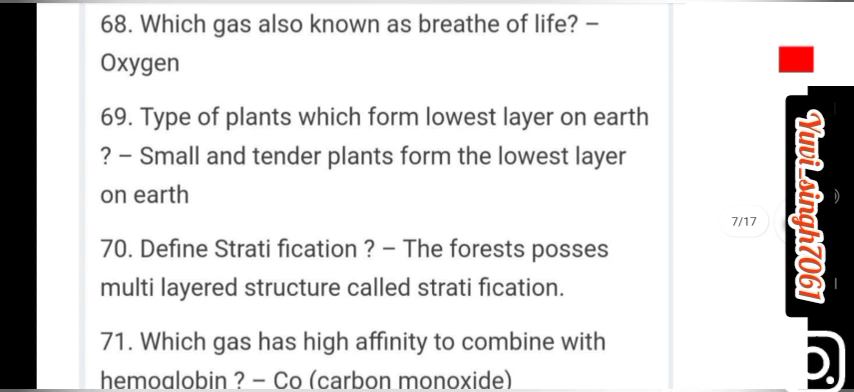 68. Which gas also known as breathe of life? –
Oxygen
69. Type of plants which form lowest layer on earth
? – Small and tender plants form the lowest layer
on earth
70. Define Strati fication ? – The forests posses
multi layered structure called strati fication.
71. Which gas has high affinity to combine with
hemoglobin ? – Co (carbon monoxide)
7/17
Yuvi_singh7061